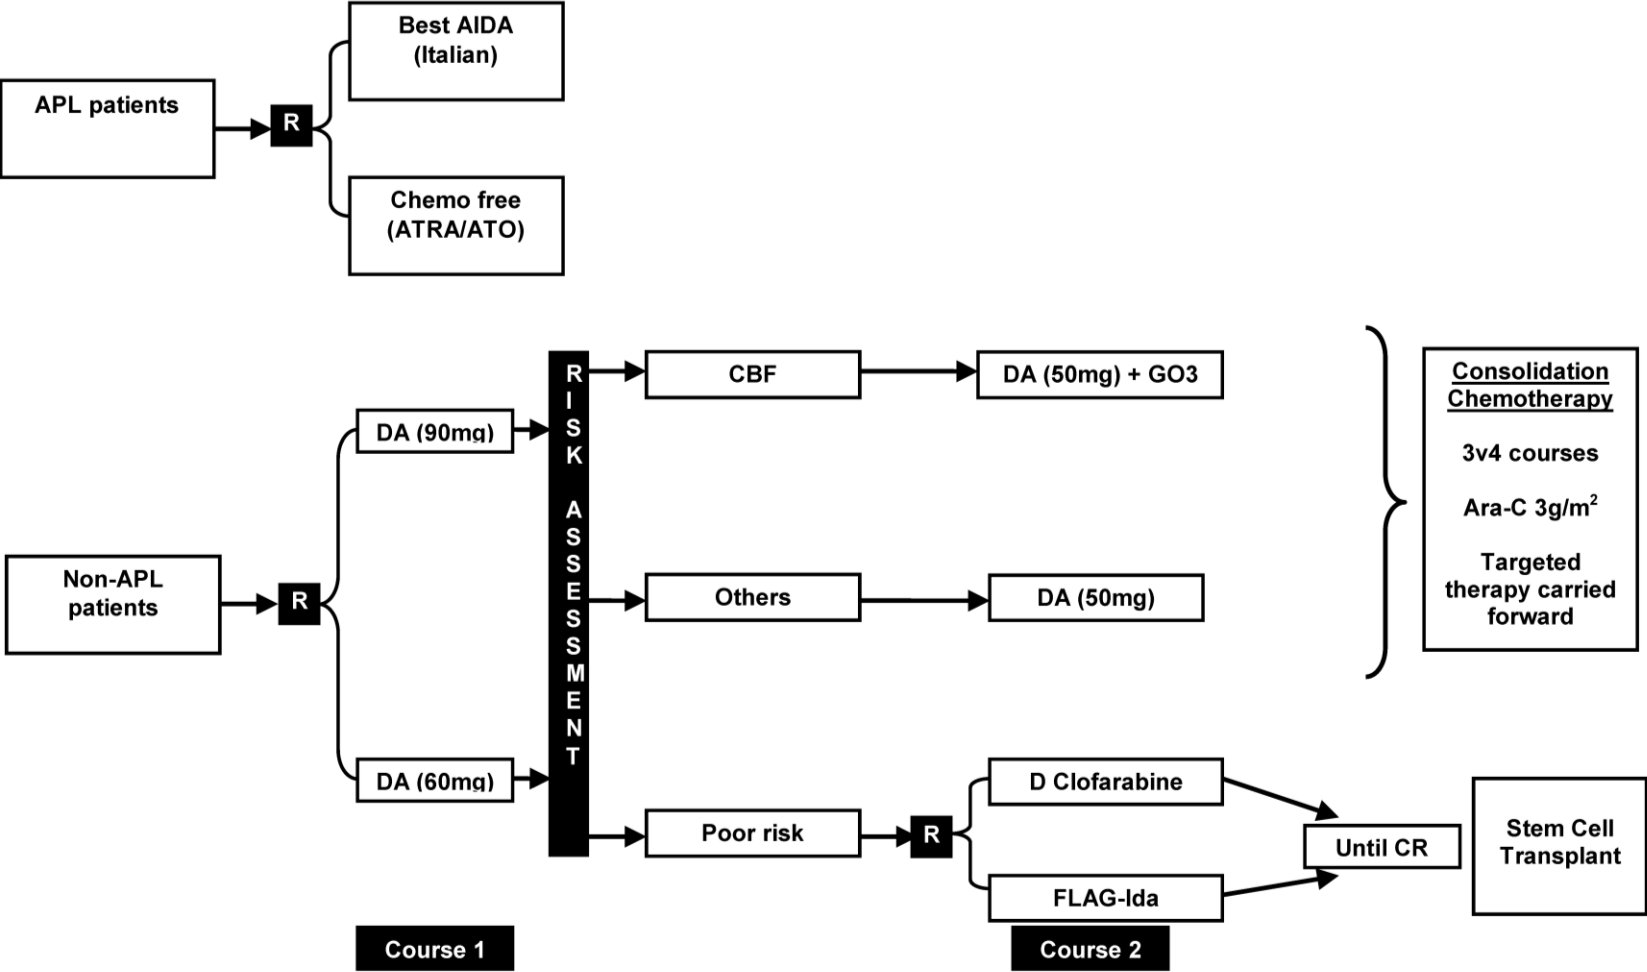 Best AIDA
(Italian)
APL patients
R
Chemo free
(ATRA/ATO)
Non-APL
patients
R
DA (90mg)
DA (60mg)
RISK ASSESSMENT
CBF
DA (50mg) + GO3
Others
DA (50mg)
Poor risk
R
D Clofarabine
FLAG-Ida
Until CR
Consolidation
Chemotherapy
3v4 courses
Ara-C 3g/m²
Targeted
therapy carried
forward
Stem Cell
Transplant
Course 1
Course 2